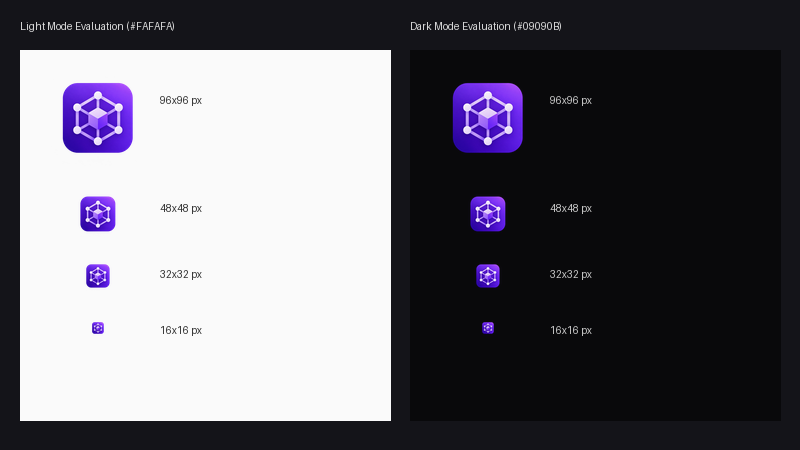 Light Mode Evaluation (#FAFAFA)
96x96 px
48x48 px
32x32 px
16x16 px
Dark Mode Evaluation (#09090B)
96x96 px
48x48 px
32x32 px
16x16 px